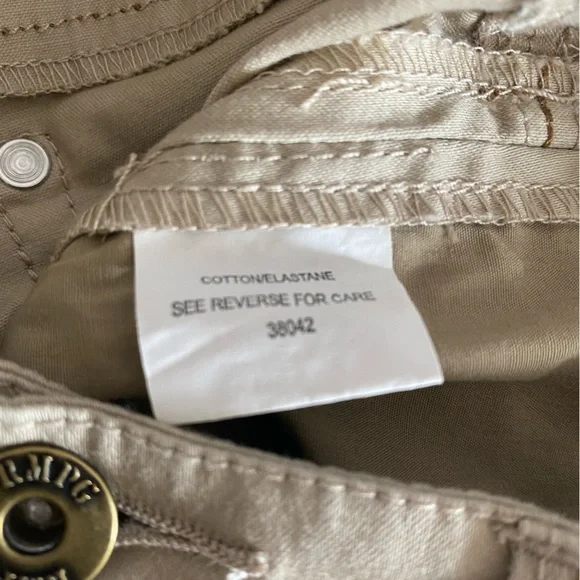 COTTON/ELASTANE
SEE REVERSE FOR CARE
38042
RMPG